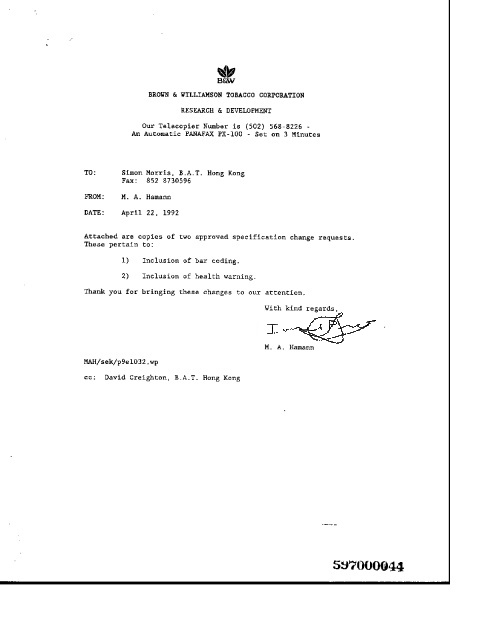 B&W
BROWN & WILLIAMSON TOBACCO CORPORATION
RESEARCH & DEVELOPMENT
Our Telecopier Number is (502) 568-8226 -
An Automatic PANAFAX PX-100 - Set on 3 Minutes
TO: Simon Morris, B.A.T. Hong Kong
Fax: 852 8730596
FROM: M. A. Hamann
DATE: April 22, 1992
Attached are copies of two approved specification change requests.
These pertain to:
1) Inclusion of bar coding.
2) Inclusion of health warning.
Thank you for bringing these changes to our attention.
With kind regards,
M. A. Hamann
MAH/sek/p9e1032.wp
cc: David Creighton, B.A.T. Hong Kong
597000044